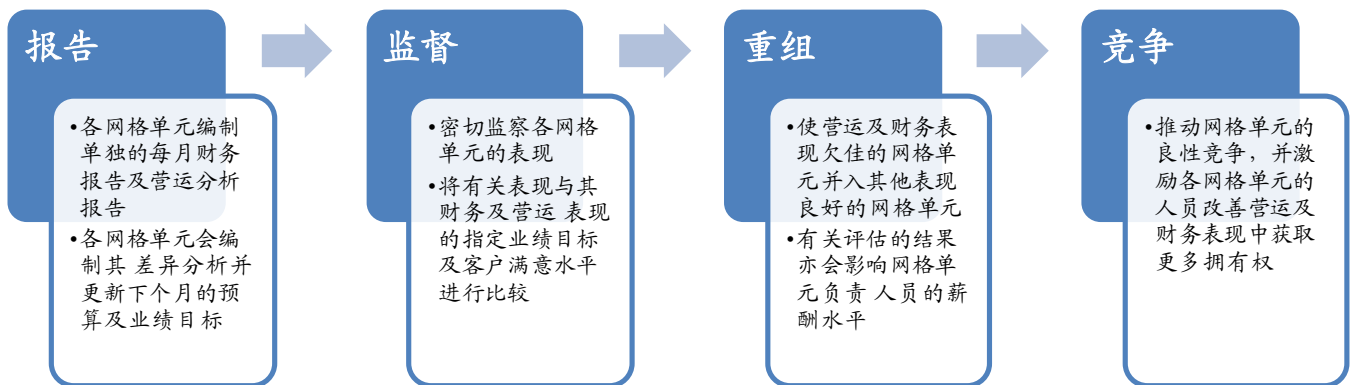 报告
•各网格单元编制
单独的每月财务
报告及营运分析
报告
•各网格单元会编
制其 差异分析并
更新下个月的预
算及业绩目标
监督
•密切监察各网格
单元的表现
•将有关表现与其
财务及营运 表现
的指定业绩目标
及客户满意水平
进行比较
重组
•使营运及财务表
现欠佳的网格单
元并入其他表现
良好的网格单元
•有关评估的结果
亦会影响网格单
元负责 人员的薪
酬水平
竞争
•推动网格单元的
良性竞争，并激
励各网格单元的
人员改善营运及
财务表现中获取
更多拥有权